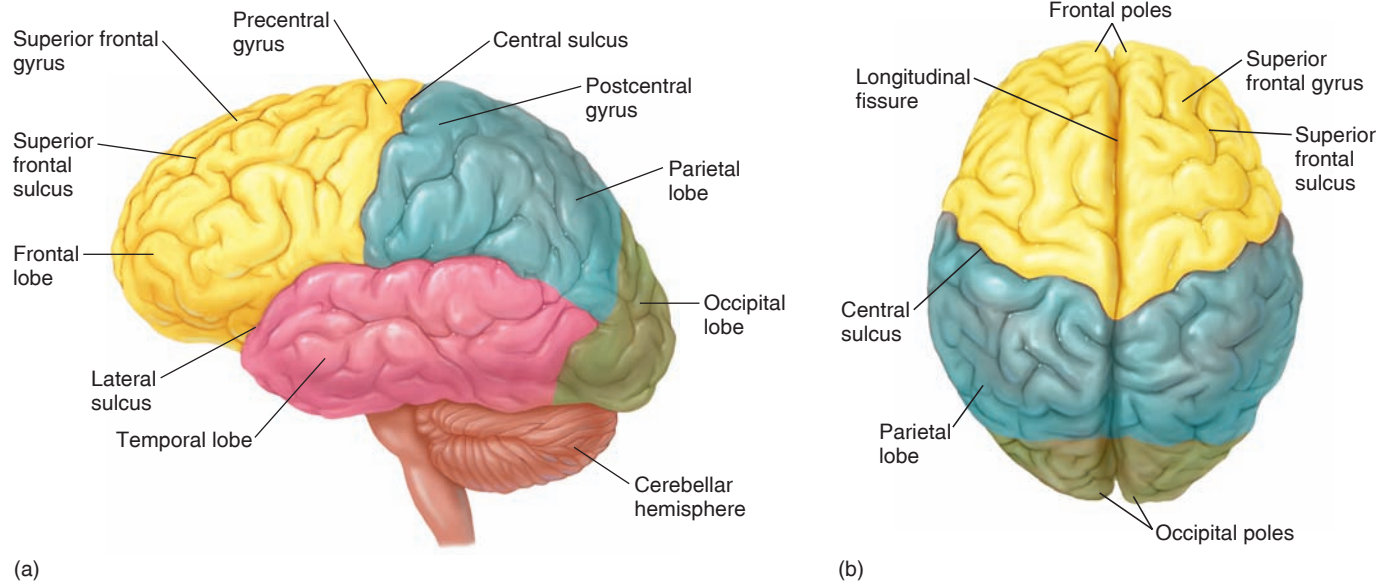 Precentral
gyrus
Superior frontal
gyrus
Central sulcus
Postcentral
gyrus
Superior
frontal
sulcus
Parietal
lobe
Frontal
lobe
Occipital
lobe
Lateral
sulcus
Temporal lobe
Cerebellar
hemisphere
(a)
Frontal poles
Longitudinal
fissure
Superior
frontal gyrus
Superior
frontal
sulcus
Central
sulcus
Parietal
lobe
Occipital poles
(b)